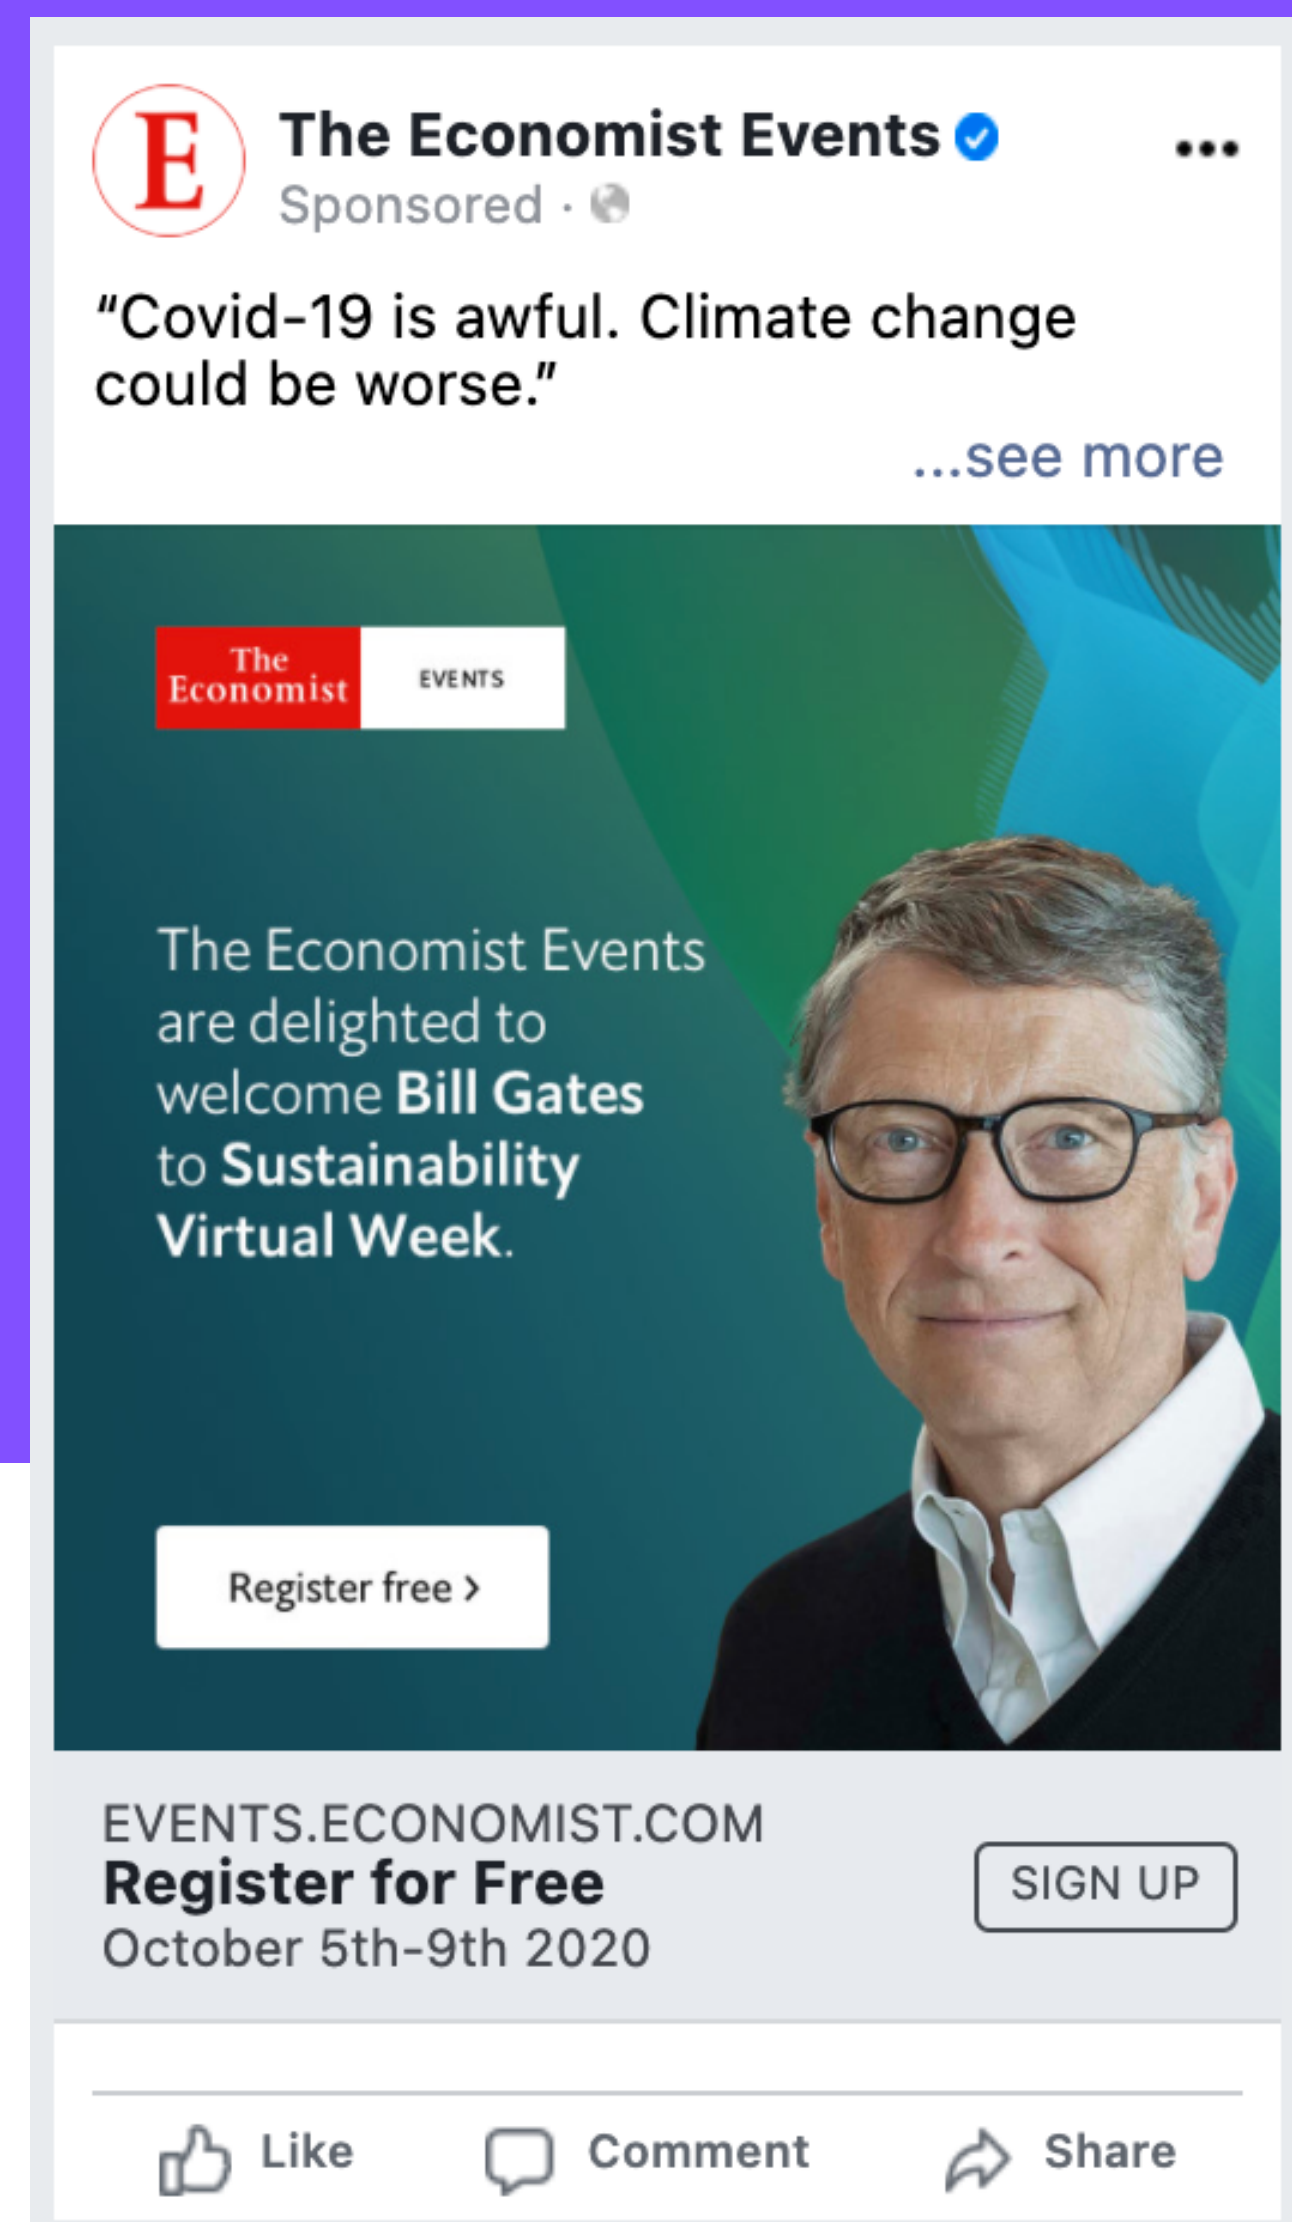 E
The Economist Events
Sponsored ·
“Covid-19 is awful. Climate change
could be worse.”
...see more
The
Economist
EVENTS
The Economist Events
are delighted to
welcome Bill Gates
to Sustainability
Virtual Week.
Register free >
EVENTS.ECONOMIST.COM
Register for Free
October 5th-9th 2020
SIGN UP
Like
Comment
Share